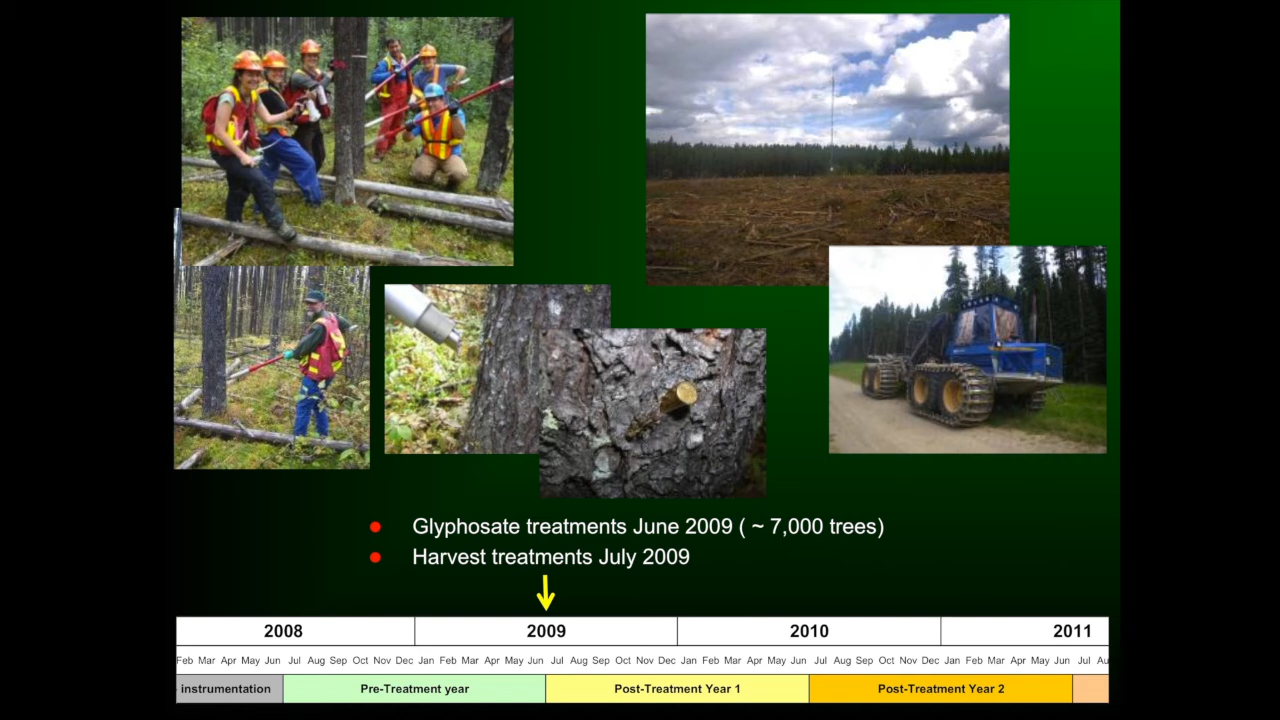 Glyphosate treatments June 2009 ( ~ 7,000 trees)
Harvest treatments July 2009
2008 2009 2010 2011
Feb Mar Apr May Jun Jul Aug Sep Oct Nov Dec Jan Feb Mar Apr May Jun Jul Aug Sep Oct Nov Dec Jan Feb Mar Apr May Jun Jul Aug Sep Oct Nov Dec Jan Feb Mar Apr May Jun Jul Au
instrumentation Pre-Treatment year Post-Treatment Year 1 Post-Treatment Year 2